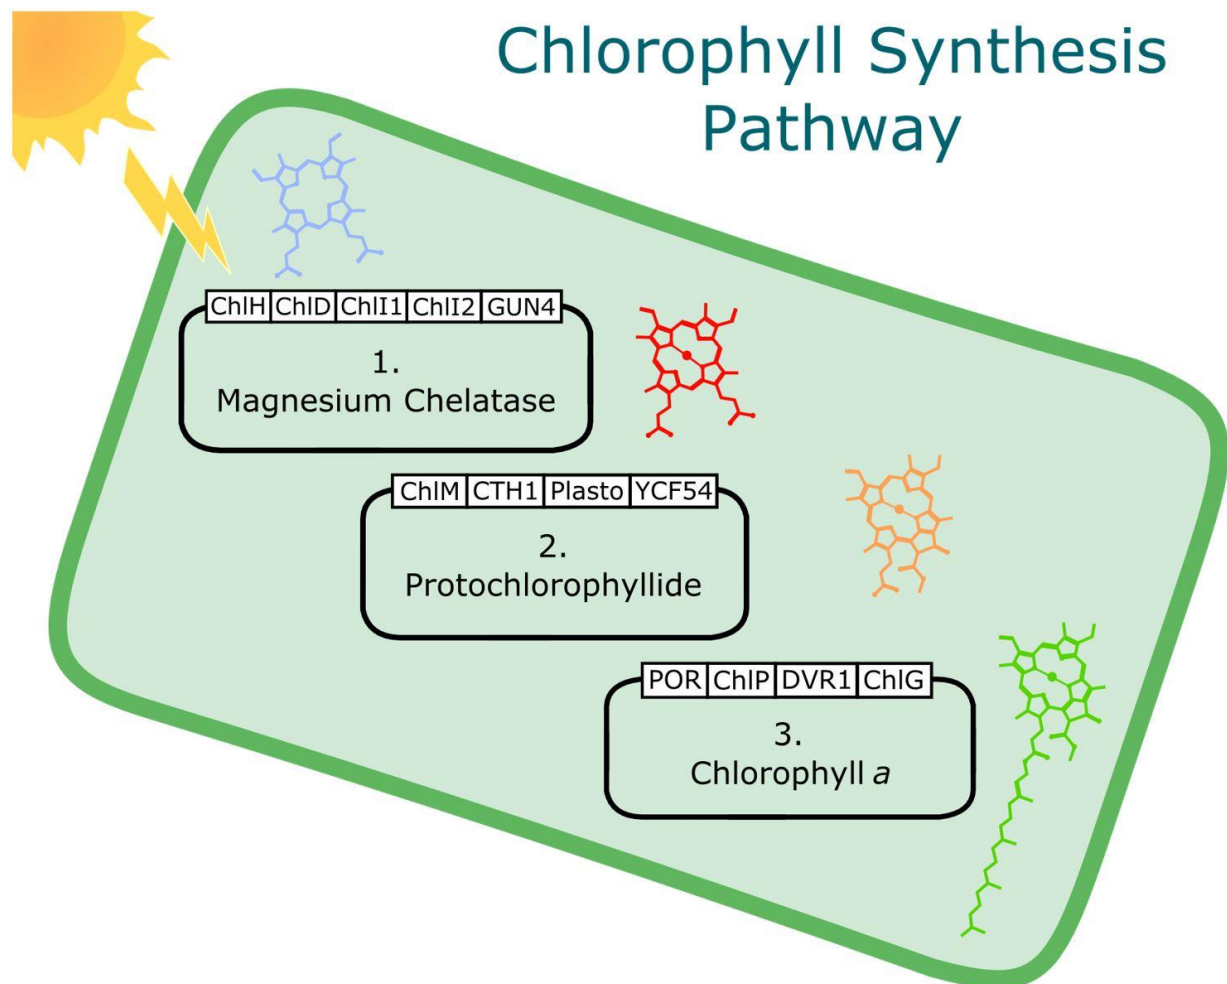 Chlorophyll Synthesis
Pathway
ChlH ChlD ChlI1 ChlI2 GUN4
1.
Magnesium Chelatase
ChlM CTH1 Plasto YCF54
2.
Protochlorophyllide
POR ChlP DVR1 ChlG
3.
Chlorophyll a